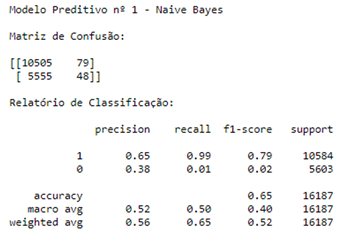 Modelo Preditivo nº 1 - Naive Bayes
Matriz de Confusão:
[[10505 79]
[ 5555 48]]
Relatório de Classificação:
precision recall f1-score support
1 0.65 0.99 0.79 10584
0 0.38 0.01 0.02 5603
accuracy 0.65 16187
macro avg 0.52 0.50 0.40 16187
weighted avg 0.56 0.65 0.52 16187